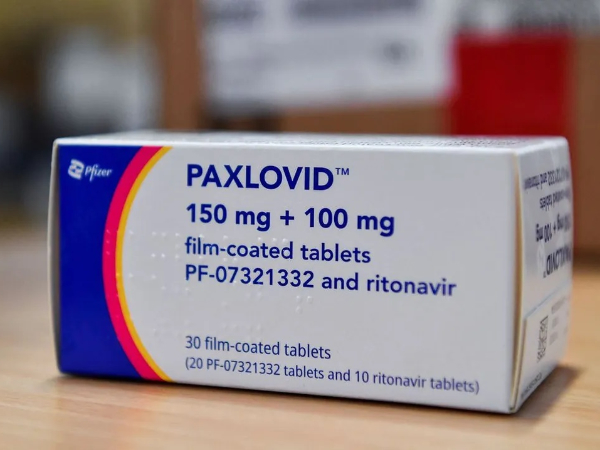 Pfizer
PAXLOVID™
150 mg + 100 mg
film-coated tablets
PF-07321332 and ritonavir
30 film-coated tablets
(20 PF-07321332 tablets and 10 ritonavir tablets)